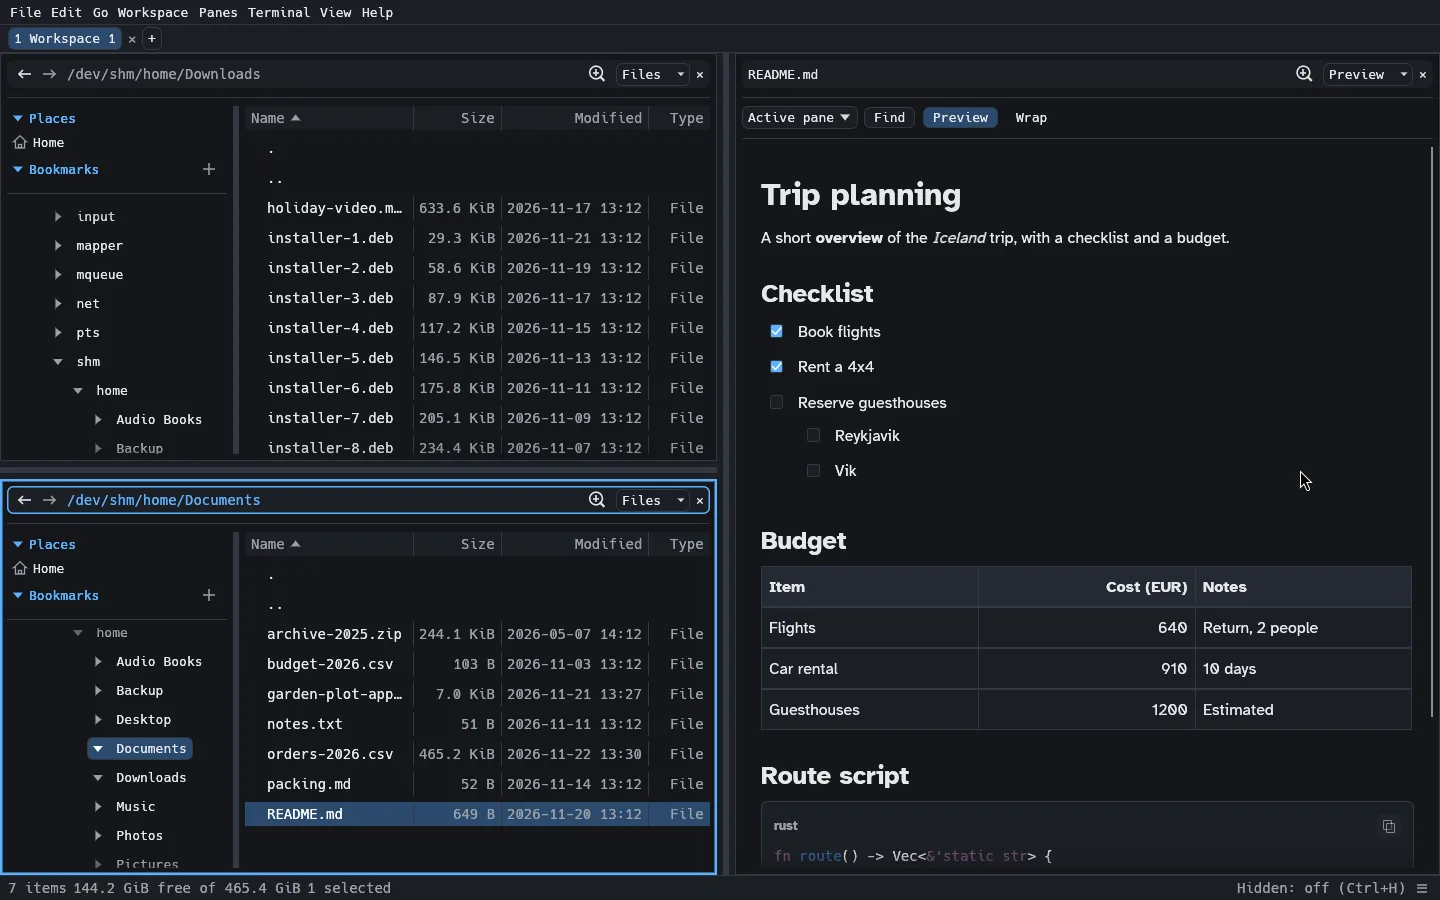 File Edit Go Workspace Panes Terminal View Help
1 Workspace 1 × +
/dev/shm/home/Downloads Files ×
Places
Home
Bookmarks
input
mapper
mqueue
net
pts
shm
home
Audio Books
Backup
Name Size Modified Type
.
..
holiday-video.m… 633.6 KiB 2026-11-17 13:12 File
installer-1.deb 29.3 KiB 2026-11-21 13:12 File
installer-2.deb 58.6 KiB 2026-11-19 13:12 File
installer-3.deb 87.9 KiB 2026-11-17 13:12 File
installer-4.deb 117.2 KiB 2026-11-15 13:12 File
installer-5.deb 146.5 KiB 2026-11-13 13:12 File
installer-6.deb 175.8 KiB 2026-11-11 13:12 File
installer-7.deb 205.1 KiB 2026-11-09 13:12 File
installer-8.deb 234.4 KiB 2026-11-07 13:12 File
/dev/shm/home/Documents Files ×
Places
Home
Bookmarks
home
Audio Books
Backup
Desktop
Documents
Downloads
Music
Photos
Pictures
Name Size Modified Type
.
..
archive-2025.zip 244.1 KiB 2026-05-07 14:12 File
budget-2026.csv 103 B 2026-11-03 13:12 File
garden-plot-app… 7.0 KiB 2026-11-21 13:27 File
notes.txt 51 B 2026-11-11 13:12 File
orders-2026.csv 465.2 KiB 2026-11-22 13:30 File
packing.md 52 B 2026-11-14 13:12 File
README.md 649 B 2026-11-20 13:12 File
README.md Preview ×
Active pane Find Preview Wrap
Trip planning
A short overview of the Iceland trip, with a checklist and a budget.
Checklist
Book flights
Rent a 4x4
Reserve guesthouses
Reykjavik
Vik
Budget
Item Cost (EUR) Notes
Flights 640 Return, 2 people
Car rental 910 10 days
Guesthouses 1200 Estimated
Route script
rust
fn route() -> Vec<&'static str> {
7 items 144.2 GiB free of 465.4 GiB 1 selected Hidden: off (Ctrl+H)